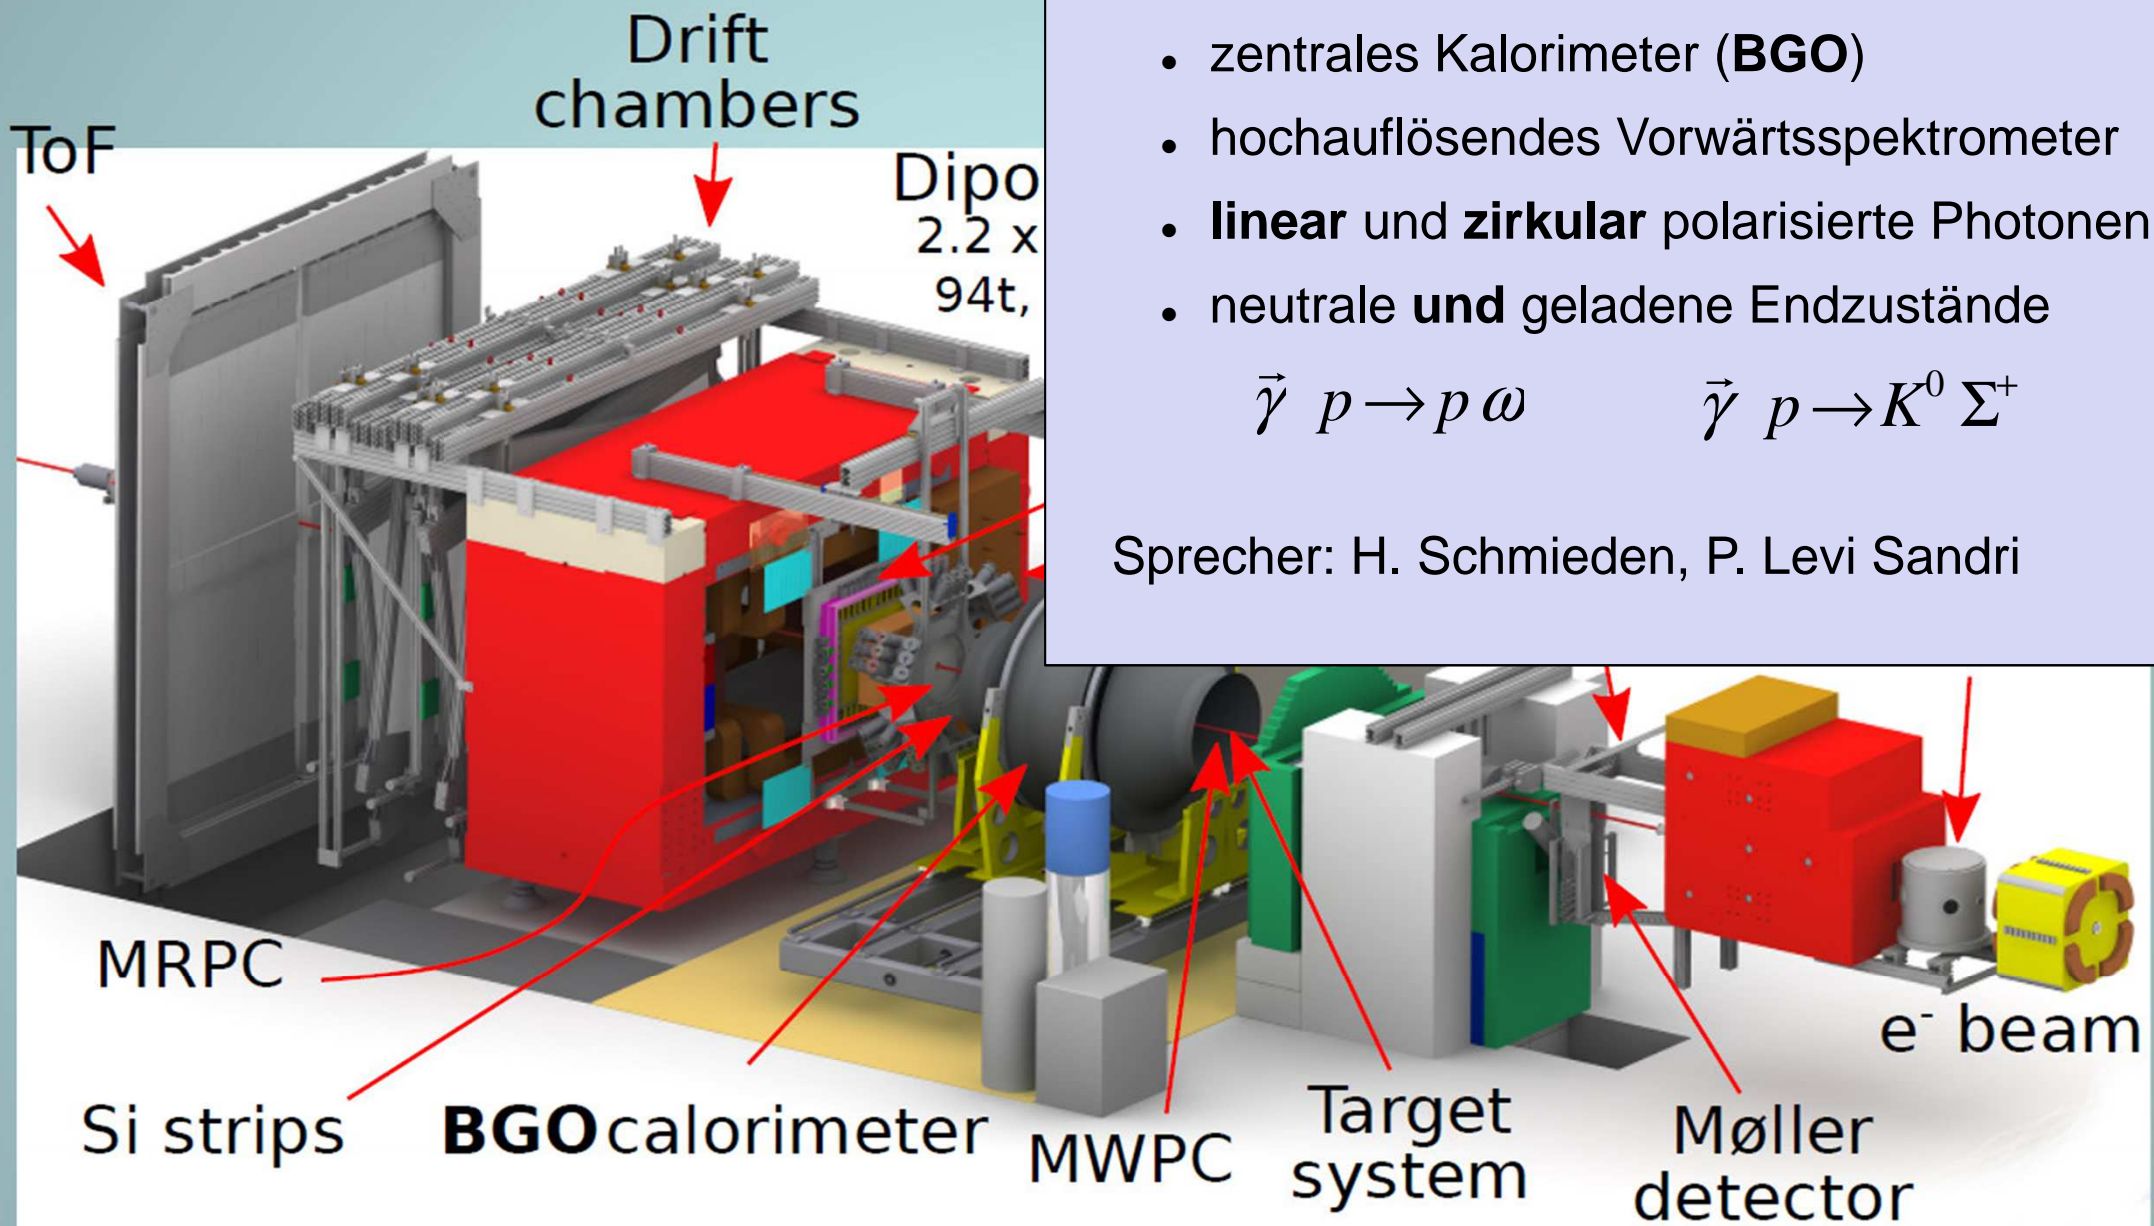 Drift
chambers
ToF
Dipo
2.2 x
94t,
• zentrales Kalorimeter (BGO)
• hochauflösendes Vorwärtsspektrometer
• linear und zirkular polarisierte Photonen
• neutrale und geladene Endzustände
γ⃗ p → p ω    γ⃗ p → K⁰ Σ⁺
Sprecher: H. Schmieden, P. Levi Sandri
MRPC
e⁻ beam
Si strips
BGO calorimeter
MWPC
Target
system
Møller
detector